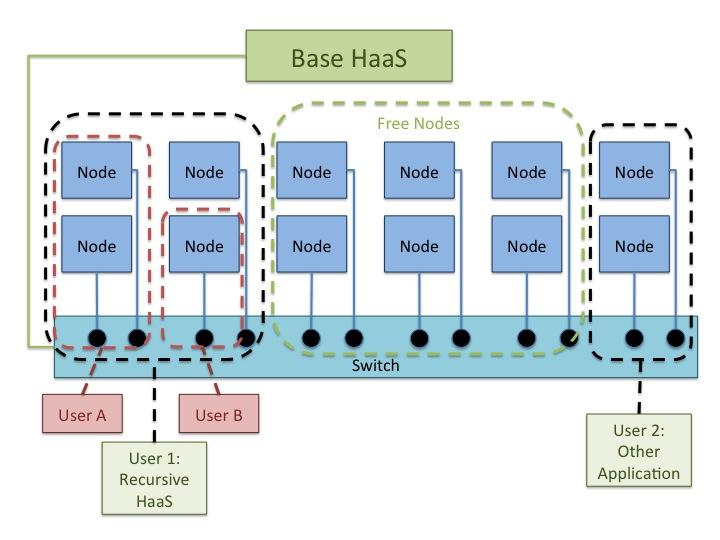 Base HaaS
Free Nodes
Node
Node
Node
Node
Node
Node
Node
Node
Node
Node
Node
Node
Switch
User A
User B
User 1:
Recursive
HaaS
User 2:
Other
Application